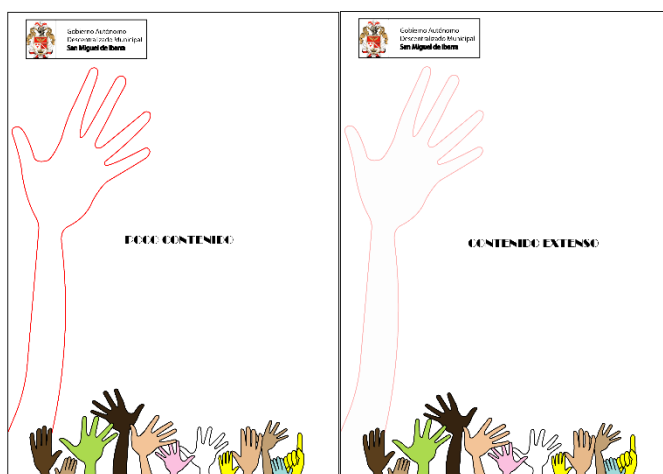 Gobierno Autónomo
Descentralizado Municipal
San Miguel de Ibarra
POCO CONTENIDO
Gobierno Autónomo
Descentralizado Municipal
San Miguel de Ibarra
CONTENIDO EXTENSO